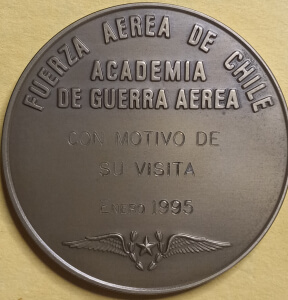 FUERZA AEREA DE CHILE
ACADEMIA
DE GUERRA AEREA
CON MOTIVO DE
SU VISITA
ENERO 1995